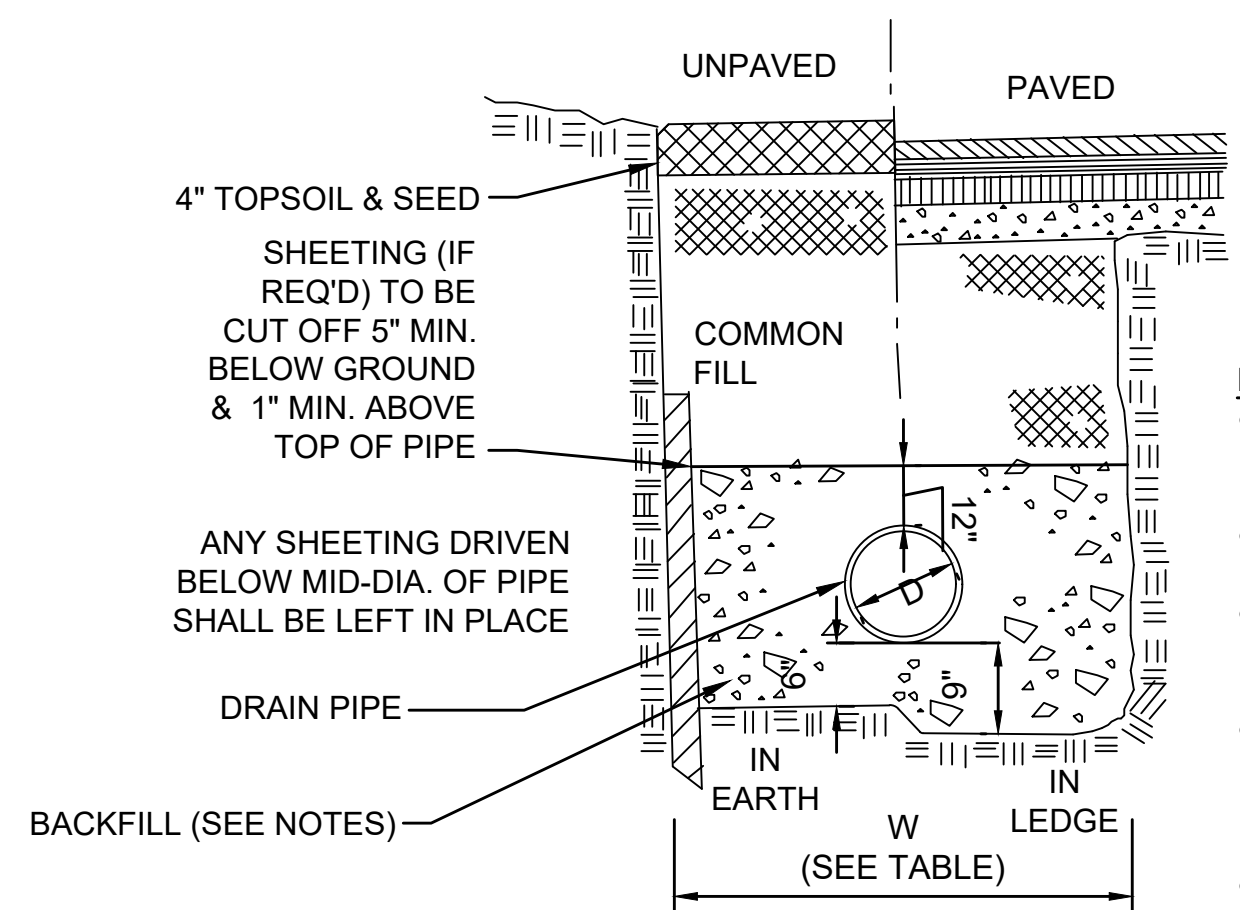 UNPAVED
PAVED
4" TOPSOIL & SEED
SHEETING (IF
REQ'D) TO BE
CUT OFF 5" MIN.
BELOW GROUND
& 1" MIN. ABOVE
TOP OF PIPE
COMMON
FILL
12"
ANY SHEETING DRIVEN
BELOW MID-DIA. OF PIPE
SHALL BE LEFT IN PLACE
D
6"
9"
DRAIN PIPE
IN
EARTH
IN
LEDGE
BACKFILL (SEE NOTES)
W
(SEE TABLE)